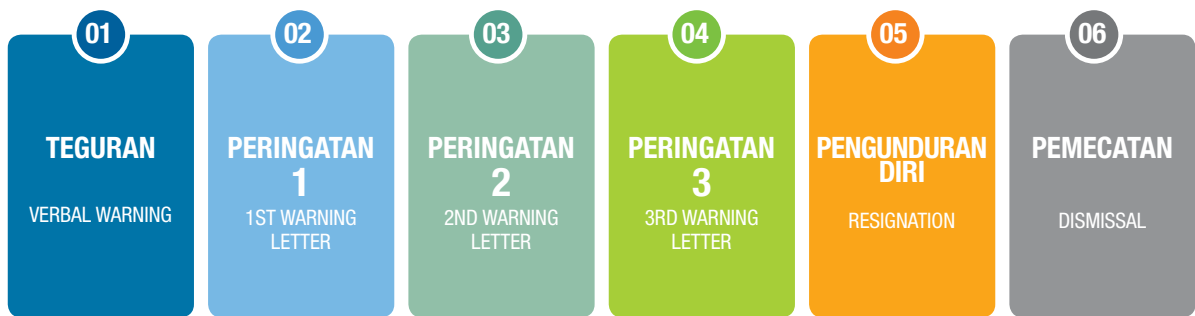 01
TEGURAN
VERBAL WARNING
02
PERINGATAN
1
1ST WARNING
LETTER
03
PERINGATAN
2
2ND WARNING
LETTER
04
PERINGATAN
3
3RD WARNING
LETTER
05
PENGUNDURAN
DIRI
RESIGNATION
06
PEMECATAN
DISMISSAL